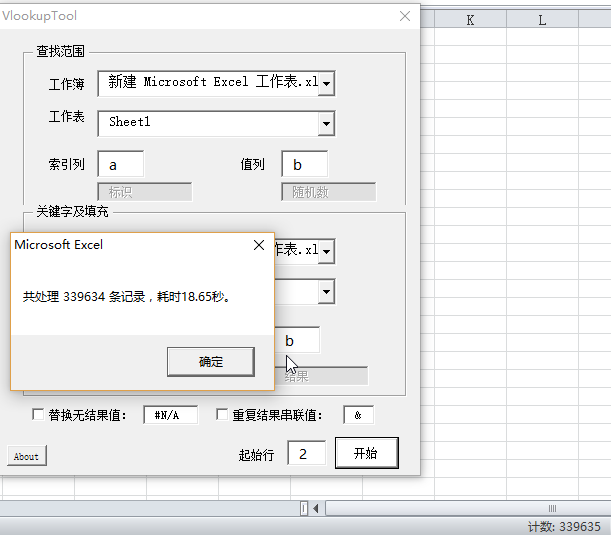 VlookupTool
K L
查找范围
工作簿 新建 Microsoft Excel 工作表.xl
工作表 Sheet1
索引列 a 值列 b
标识 随机数
关键字及填充
Microsoft Excel
作表.xl
共处理 339634 条记录，耗时18.65秒。
b
确定
结果
替换无结果值： #N/A 重复结果串联值： &
About 起始行 2 开始
计数: 339635